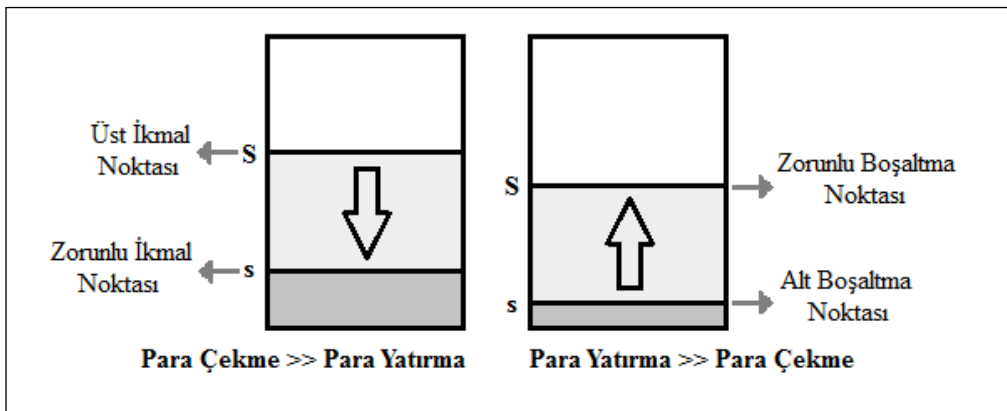 Üst İkmal
Noktası
S
Zorunlu İkmal
Noktası
s
Para Çekme >> Para Yatırma
S
Zorunlu Boşaltma
Noktası
s
Alt Boşaltma
Noktası
Para Yatırma >> Para Çekme